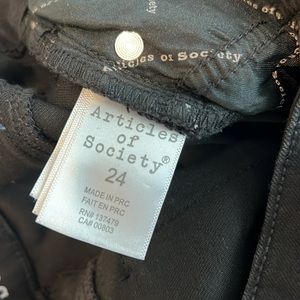 Articles of Society
Articles
of
Society®
24
MADE IN PRC
FAIT EN PRC
RN# 137479
CA# 00803